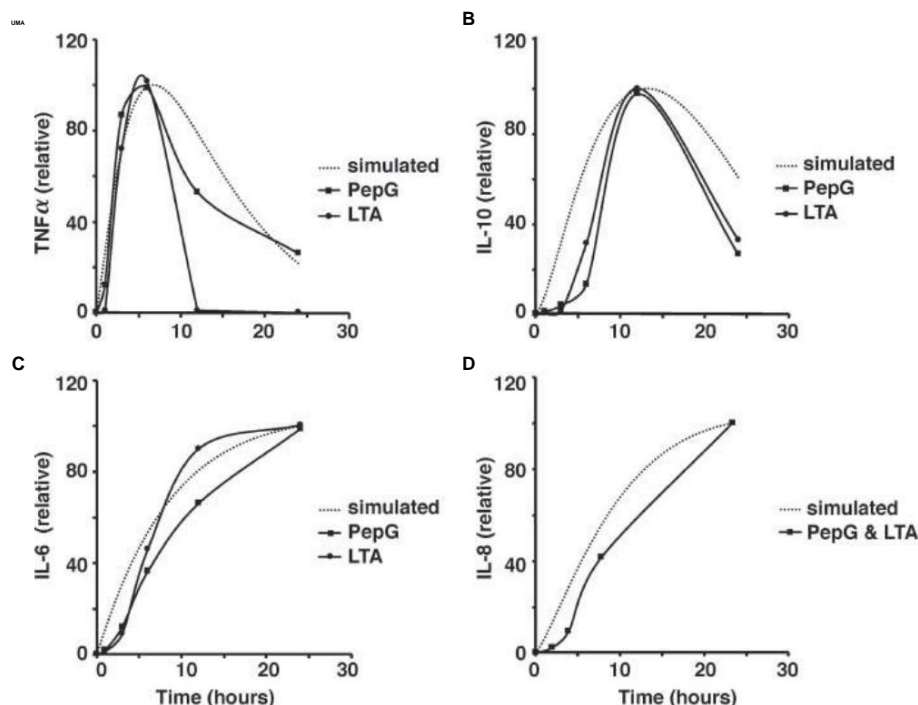 UMA
A
B
120
80
40
0
TNFα (relative)
simulated
PepG
LTA
0 10 20 30
120
80
40
0
IL-10 (relative)
simulated
PepG
LTA
0 10 20 30
C
D
120
80
40
0
IL-6 (relative)
simulated
PepG
LTA
0 10 20 30
Time (hours)
120
80
40
0
IL-8 (relative)
simulated
PepG & LTA
0 10 20 30
Time (hours)